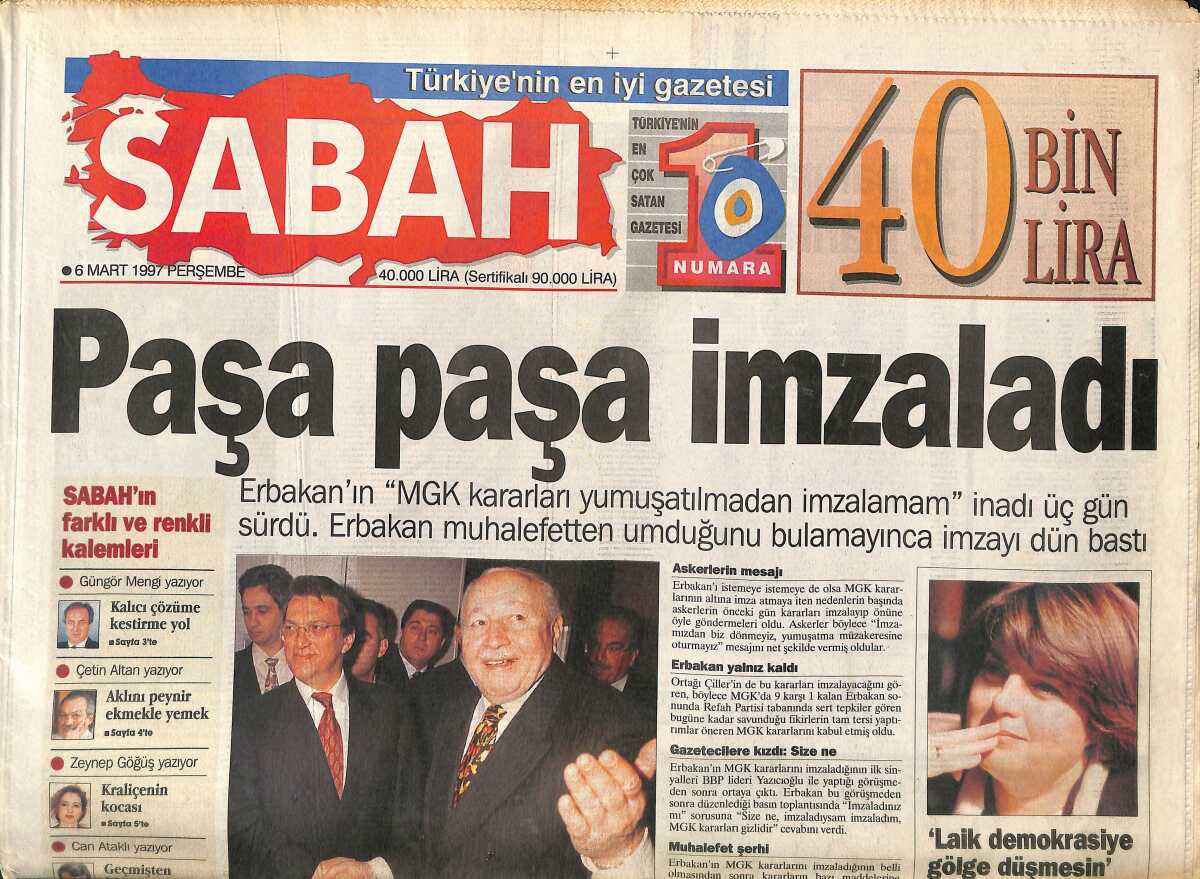 Türkiye'nin en iyi gazetesi
SABAH
● 6 MART 1997 PERŞEMBE
40.000 LİRA (Sertifikalı 90.000 LİRA)
TÜRKİYE'NİN
EN
ÇOK
SATAN
GAZETESİ
1
NUMARA
40 BİN
LİRA
Paşa paşa imzaladı
Erbakan'ın “MGK kararları yumuşatılmadan imzalamam” inadı üç gün
sürdü. Erbakan muhalefetten umduğunu bulamayınca imzayı dün bastı
SABAH'ın
farklı ve renkli
kalemleri
● Güngör Mengi yazıyor
Kalıcı çözüme
kestirme yol
■ Sayfa 3'te
● Çetin Altan yazıyor
Aklını peynir
ekmekle yemek
■ Sayfa 4'te
● Zeynep Göğüş yazıyor
Kraliçenin
kocası
■ Sayfa 5'te
● Can Ataklı yazıyor
Geçmişten
Askerlerin mesajı
Erbakan'ı istemeye istemeye de olsa MGK karar-
larının altına imza atmaya iten nedenlerin başında
askerlerin önceki gün kararları imzalayıp önüne
öyle göndermeleri oldu. Askerler böylece “İmza-
mızdan biz dönmeyiz, yumuşatma müzakeresine
oturmayız” mesajını net şekilde vermiş oldular.
Erbakan yalnız kaldı
Ortağı Çiller'in de bu kararları imzalayacağını gö-
ren, böylece MGK'da 9 karşı 1 kalan Erbakan so-
nunda Refah Partisi tabanında sert tepkiler gören
bugüne kadar savunduğu fikirlerin tam tersi yaptı-
rımlar öneren MGK kararlarını kabul etmiş oldu.
Gazetecilere kızdı: Size ne
Erbakan'ın MGK kararlarını imzaladığının ilk sin-
yalleri BBP lideri Yazıcıoğlu ile yaptığı görüşme-
den sonra ortaya çıktı. Erbakan bu görüşmeden
sonra düzenlediği basın toplantısında “İmzaladınız
mı” sorusuna “Size ne, imzaladıysam imzaladım,
MGK kararları gizlidir” cevabını verdi.
Muhalefet şerhi
Erbakan'ın MGK kararlarını imzaladığının belli
olmasından sonra kararların bazı maddelerine
‘Laik demokrasiye
gölge düşmesin’